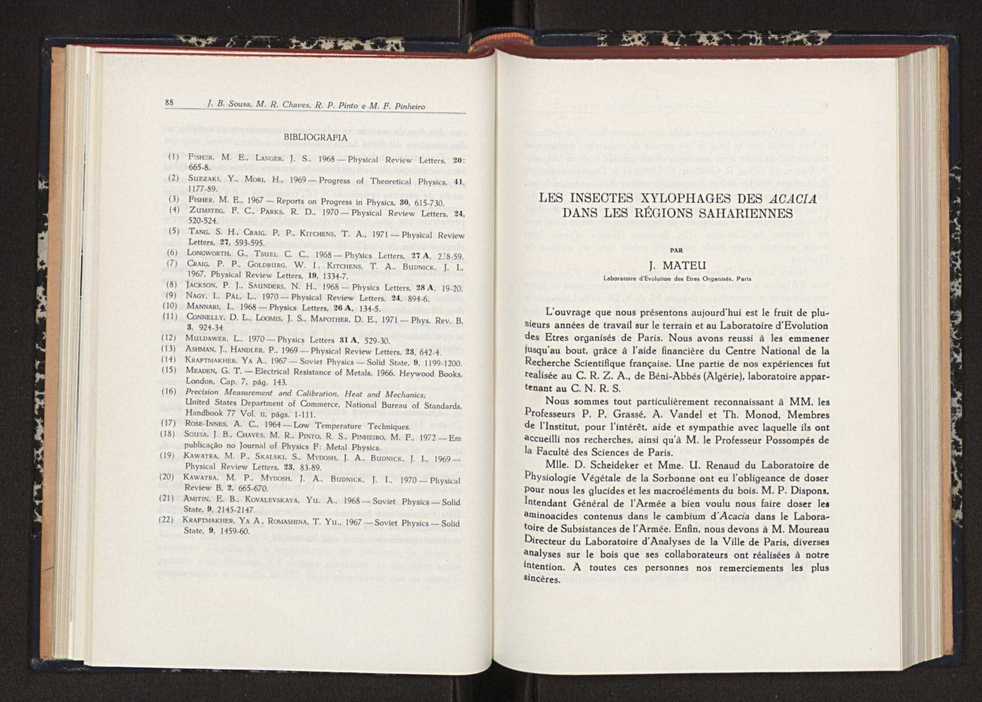 88 J. B. Sousa, M. R. Chaves, R. P. Pinto e M. F. Pinheiro
BIBLIOGRAFIA
(1) FISHER, M. E., LANGER, J. S., 1968 — Physical Review Letters, 20:
665-8.
(2) SUEZAKI, Y., MORI, H., 1969 — Progress of Theoretical Physics, 41,
1177-89.
(3) FISHER, M. E., 1967 — Reports on Progress in Physics, 30, 615-730.
(4) ZUMSTEG, F. C., PARKS, R. D., 1970 — Physical Review Letters, 24,
520-524.
(5) TANG, S. H., CRAIG, P. P., KITCHENS, T. A., 1971 — Physical Review
Letters, 27, 593-595.
(6) LONGWORTH, G., TSUEI, C. C., 1968 — Physics Letters, 27 A, 258-59.
(7) CRAIG, P. P., GOLDBURG, W. I., KITCHENS, T. A., BUDNICK, J. I.,
1967, Physical Review Letters, 19, 1334-7.
(8) JACKSON, P. J., SAUNDERS, N. H., 1968 — Physics Letters, 28 A, 19-20.
(9) NAGY, I., PAL, L., 1970 — Physical Review Letters, 24, 894-6.
(10) MANNARI, I., 1968 — Physics Letters, 26 A, 134-5.
(11) CONNELLY, D. L., LOOMIS, J. S., MAPOTHER, D. E., 1971 — Phys. Rev. B,
3, 924-34.
(12) MULDAWER, L., 1970 — Physics Letters 31 A, 529-30.
(13) ASHMAN, J., HANDLER, P., 1969 — Physical Review Letters, 23, 642-4.
(14) KRAFTMAKHER, YA A., 1967 — Soviet Physics — Solid State, 9, 1199-1200.
(15) MEADEN, G. T. — Electrical Resistance of Metals, 1966, Heywood Books,
London, Cap. 7, pág. 143.
(16) Precision Measurement and Calibration, Heat and Mechanics;
United States Department of Commerce, National Bureau of Standards,
Handbook 77 Vol. II, págs. 1-111.
(17) ROSE-INNES, A. C., 1964 — Low Temperature Techniques.
(18) SOUSA, J. B., CHAVES, M. R., PINTO, R. S., PINHEIRO, M. F., 1972 — Em
publicação no Journal of Physics F: Metal Physics.
(19) KAWATRA, M. P., SKALSKI, S., MYDOSH, J. A., BUDNICK, J. I., 1969 —
Physical Review Letters, 23, 83-89.
(20) KAWATRA, M. P., MYDOSH, J. A., BUDNICK, J. I., 1970 — Physical
Review B, 2, 665-670.
(21) AMITIN, E. B., KOVALEVSKAYA, YU. A., 1968 — Soviet Physics — Solid
State, 9, 2145-2147.
(22) KRAFTMAKHER, YA A., ROMASHINA, T. YU., 1967 — Soviet Physics — Solid
State, 9, 1459-60.
LES INSECTES XYLOPHAGES DES ACACIA
DANS LES RÉGIONS SAHARIENNES
PAR
J. MATEU
Laboratoire d'Evolution des Etres Organisés, Paris
L'ouvrage que nous présentons aujourd'hui est le fruit de plu-
sieurs années de travail sur le terrain et au Laboratoire d'Evolution
des Etres organisés de Paris. Nous avons reussi à les emmener
jusqu'au bout, grâce à l'aide financière du Centre National de la
Recherche Scientifique française. Une partie de nos expériences fut
realisée au C. R. Z. A., de Béni-Abbés (Algérie), laboratoire appar-
tenant au C. N. R. S.
Nous sommes tout particulièrement reconnaissant à MM. les
Professeurs P. P. Grassé, A. Vandel et Th. Monod, Membres
de l'Institut, pour l'intérêt, aide et sympathie avec laquelle ils ont
accueilli nos recherches, ainsi qu'à M. le Professeur Possompés de
la Faculté des Sciences de Paris.
Mlle. D. Scheideker et Mme. U. Renaud du Laboratoire de
Physiologie Végétale de la Sorbonne ont eu l'obligeance de doser
pour nous les glucides et les macroéléments du bois. M. P. Dispons,
Intendant Général de l'Armée a bien voulu nous faire doser les
aminoacides contenus dans le cambium d'Acacia dans le Labora-
toire de Subsistances de l'Armée. Enfin, nous devons à M. Moureau
Directeur du Laboratoire d'Analyses de la Ville de Paris, diverses
analyses sur le bois que ses collaborateurs ont réalisées à notre
intention. A toutes ces personnes nos remerciements les plus
sincères.